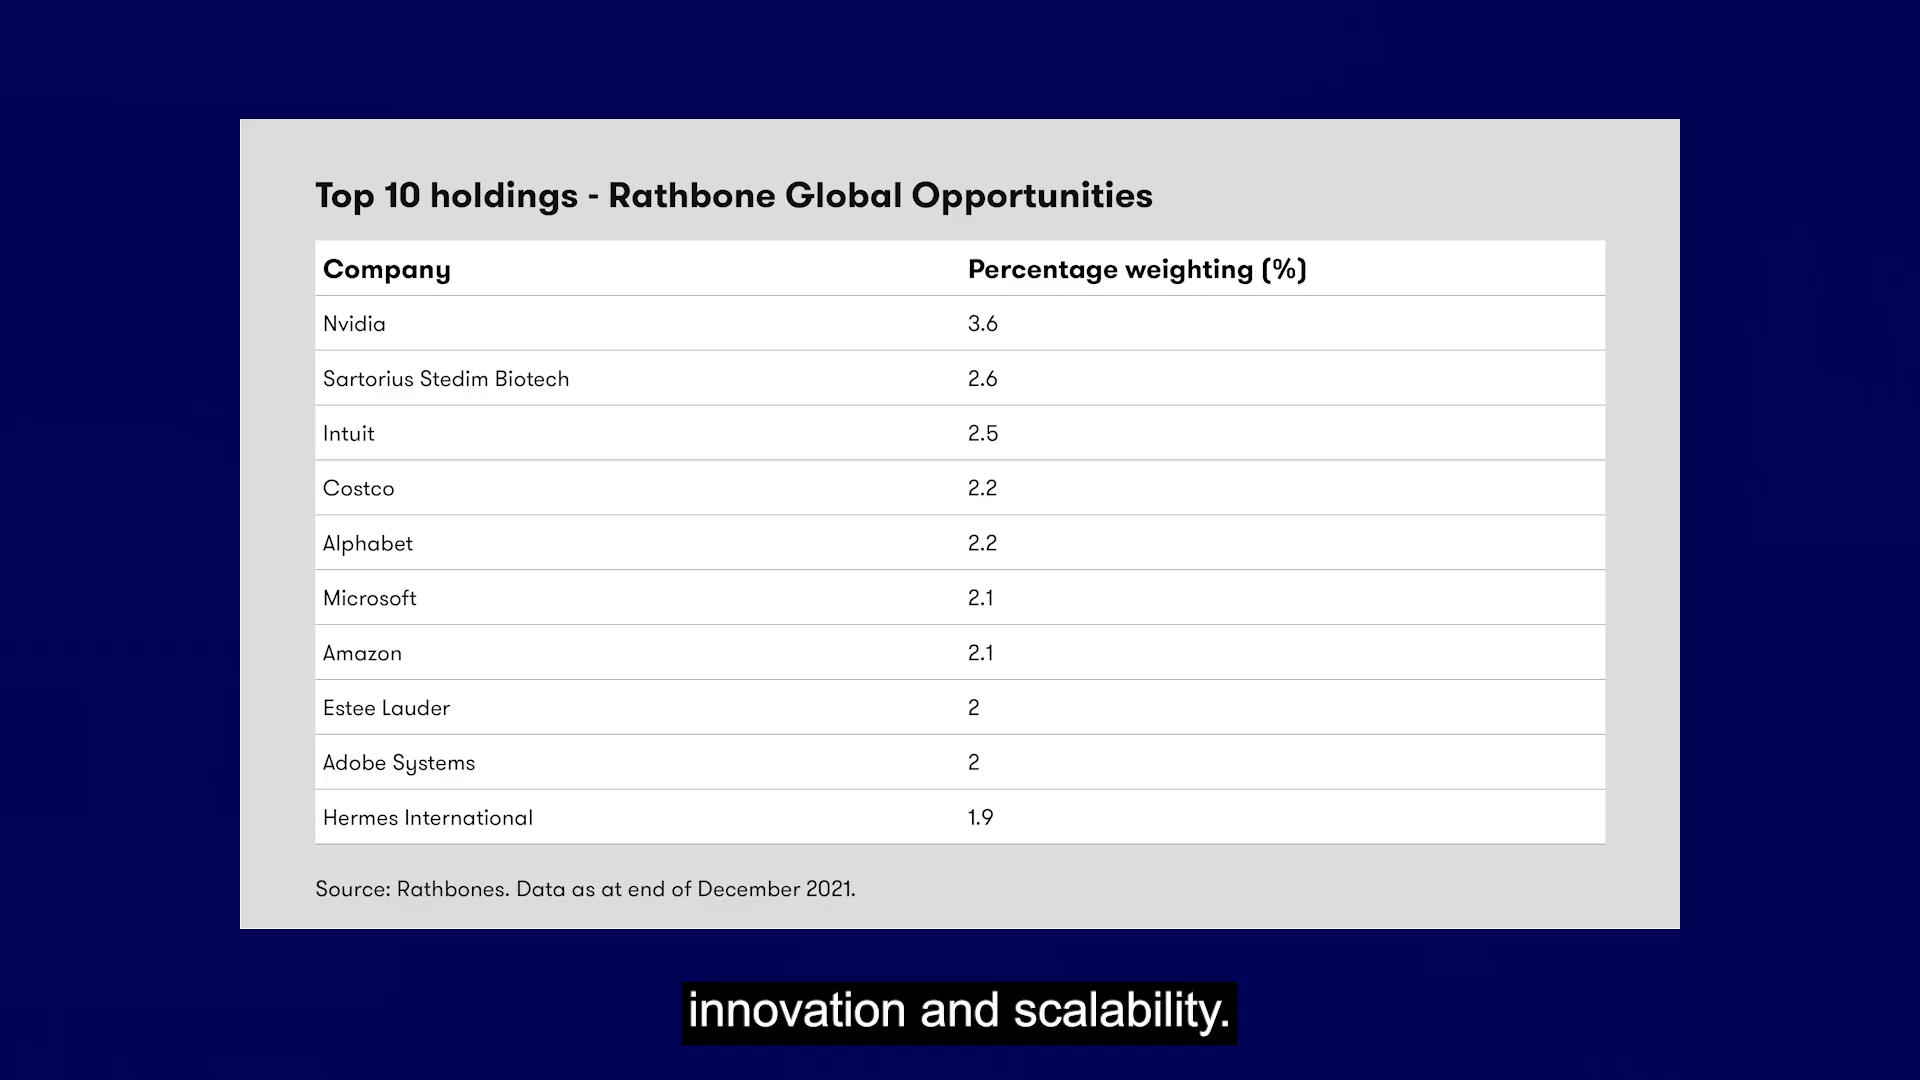 Top 10 holdings - Rathbone Global Opportunities
Company Percentage weighting (%)
Nvidia 3.6
Sartorius Stedim Biotech 2.6
Intuit 2.5
Costco 2.2
Alphabet 2.2
Microsoft 2.1
Amazon 2.1
Estee Lauder 2
Adobe Systems 2
Hermes International 1.9
Source: Rathbones. Data as at end of December 2021.
innovation and scalability.